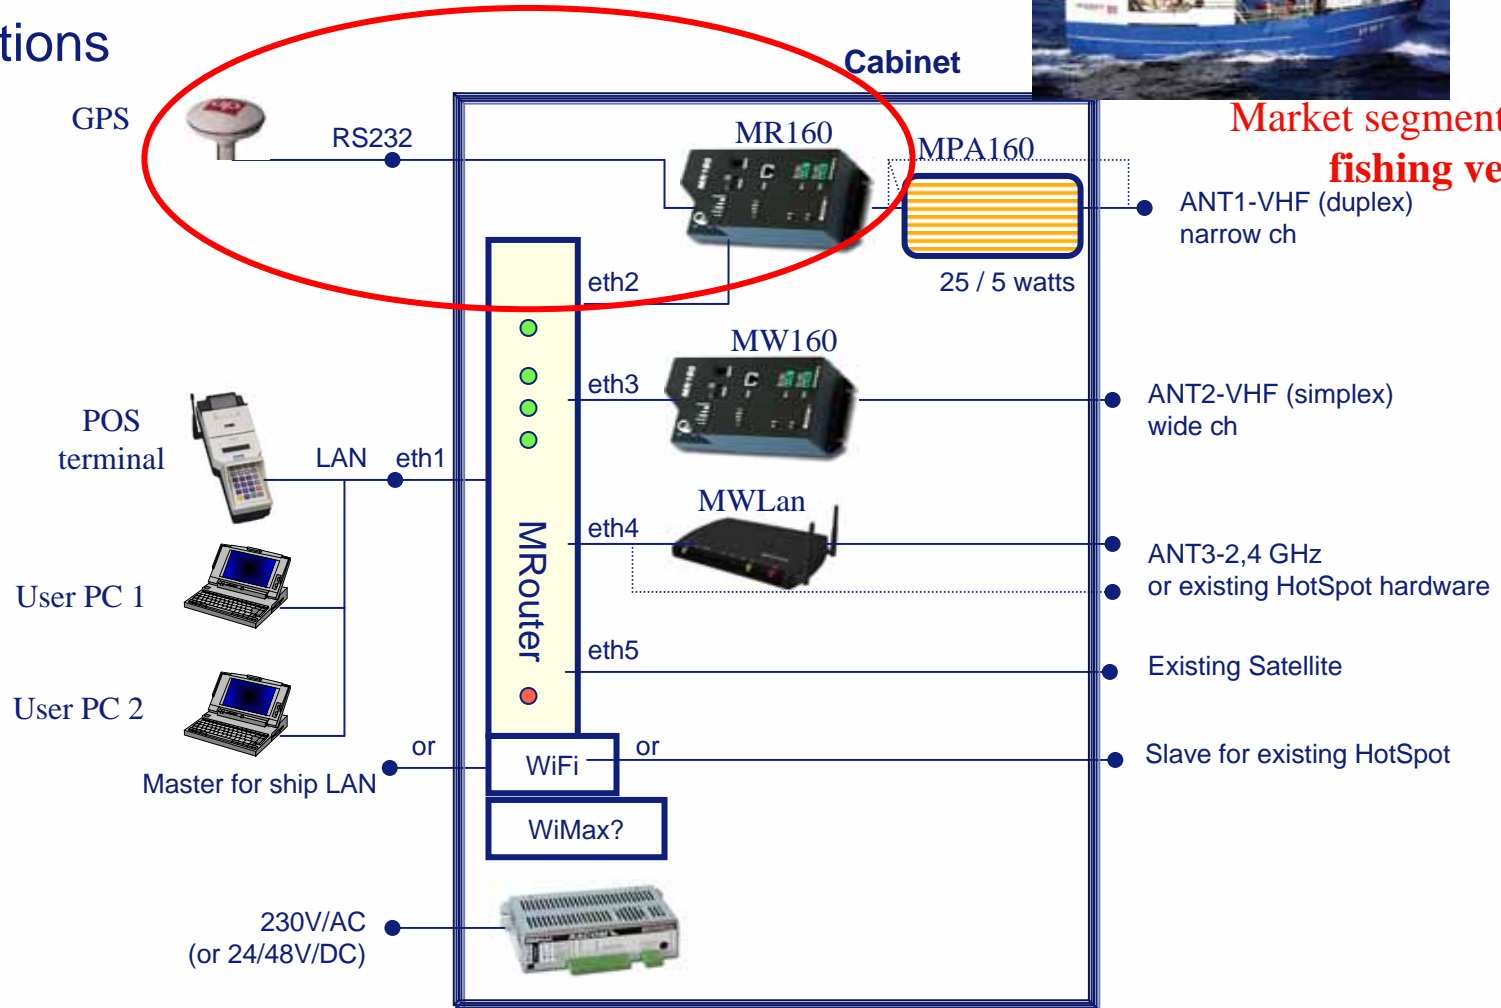 tions
Cabinet
GPS
RS232
MR160
MPA160
Market segment
fishing ve
ANT1-VHF (duplex)
narrow ch
eth2
25 / 5 watts
MW160
eth3
ANT2-VHF (simplex)
wide ch
POS
terminal
LAN
eth1
MWLan
eth4
ANT3-2,4 GHz
or existing HotSpot hardware
MRouter
User PC 1
eth5
Existing Satellite
User PC 2
or
WiFi
or
Slave for existing HotSpot
Master for ship LAN
WiMax?
230V/AC
(or 24/48V/DC)